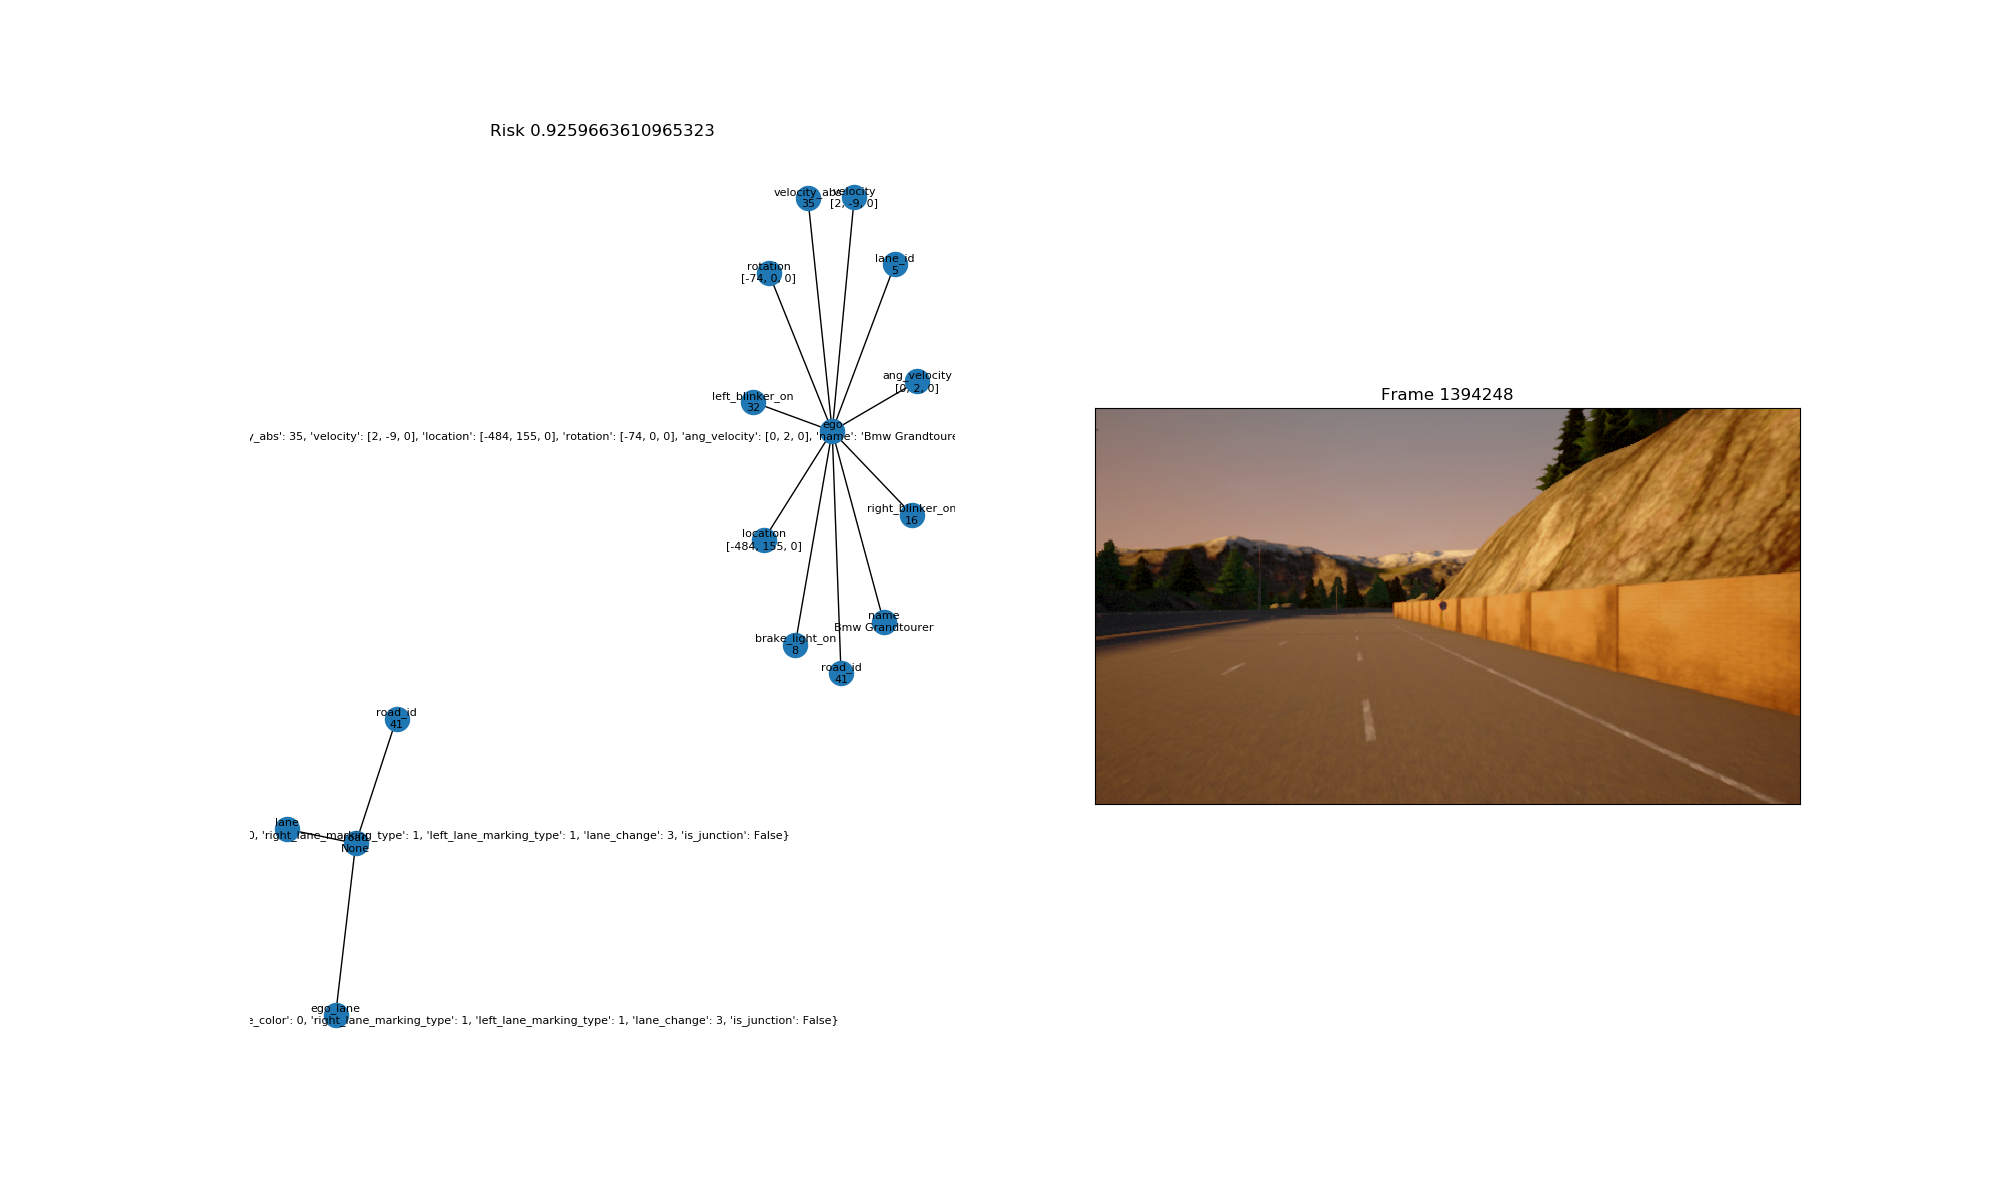 Risk 0.9259663610965323
velocity_abs
35
velocity
[2, -9, 0]
lane_id
5
rotation
[-74, 0, 0]
ang_velocity
[0, 2, 0]
left_blinker_on
32
ego
y_abs': 35, 'velocity': [2, -9, 0], 'location': [-484, 155, 0], 'rotation': [-74, 0, 0], 'ang_velocity': [0, 2, 0], 'name': 'Bmw Grandtoure
right_blinker_on
16
location
[-484, 155, 0]
name
Bmw Grandtourer
brake_light_on
8
road_id
41
road_id
41
lane
0, 'right_lane_marking_type': 1, 'left_lane_marking_type': 1, 'lane_change': 3, 'is_junction': False}
road
None
ego_lane
e_color': 0, 'right_lane_marking_type': 1, 'left_lane_marking_type': 1, 'lane_change': 3, 'is_junction': False}
Frame 1394248